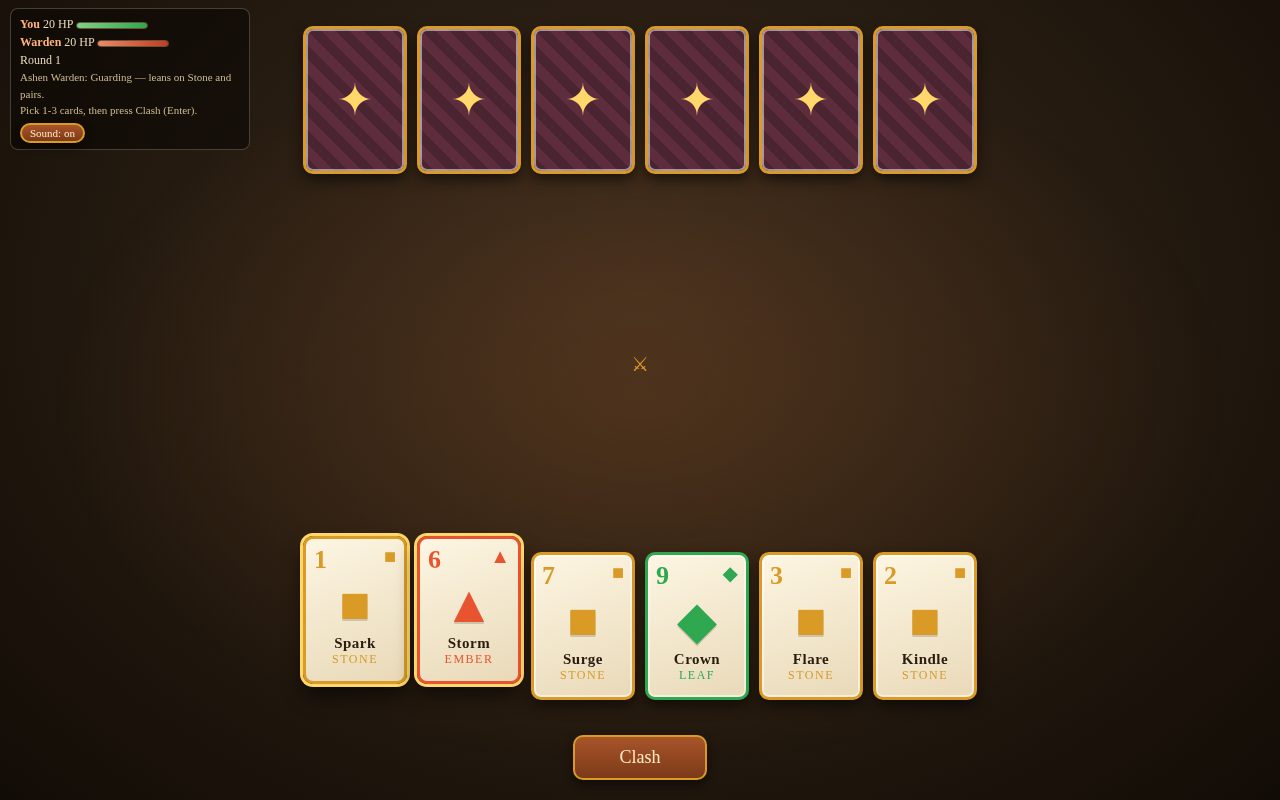 You 20 HP
Warden 20 HP
Round 1
Ashen Warden: Guarding — leans on Stone and
pairs.
Pick 1-3 cards, then press Clash (Enter).
Sound: on
1
Spark
STONE
6
Storm
EMBER
7
Surge
STONE
9
Crown
LEAF
3
Flare
STONE
2
Kindle
STONE
Clash